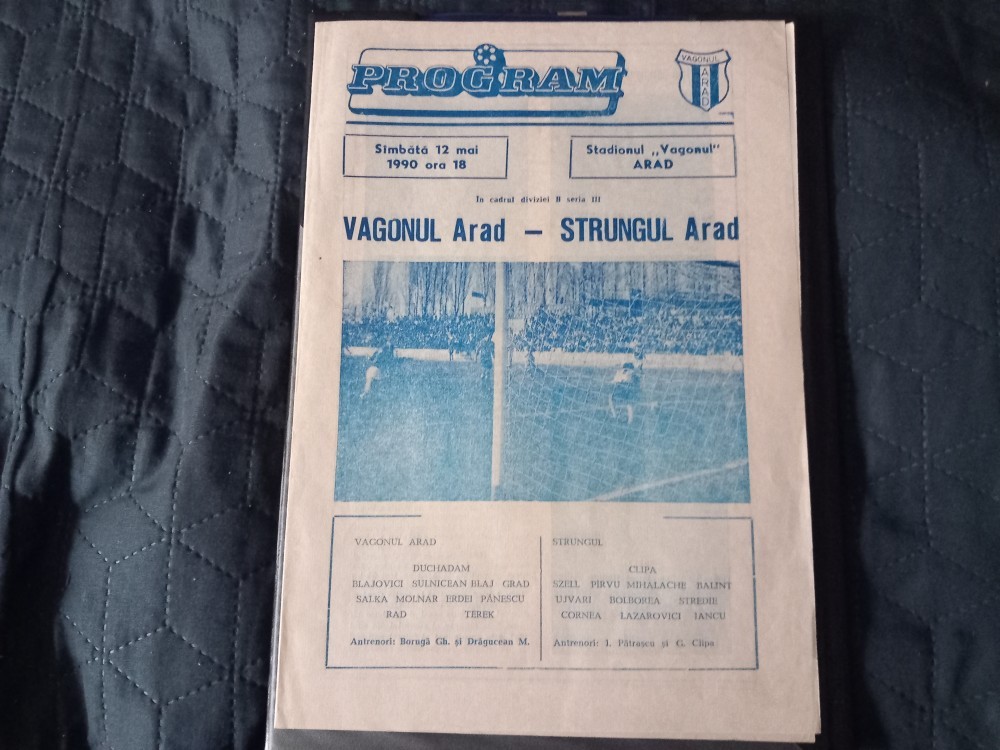 PROGRAM
VAGONUL
ARAD
Sîmbătă 12 mai
1990 ora 18
Stadionul „Vagonul"
ARAD
În cadrul diviziei B seria III
VAGONUL Arad — STRUNGUL Arad
VAGONUL ARAD
DUCHADAM
BLAJOVICI SULNICEAN BLAJ GRAD
SALKA MOLNAR ERDEI PĂNESCU
RAD TEREK
Antrenori: Borugă Gh. și Drăgucean M.
STRUNGUL
CLIPA
SZELL PÎRVU MIHALACHE BALINT
UJVARI BOLBOREA STREDIE
CORNEA LAZAROVICI IANCU
Antrenori: I. Pătrașcu și G. Clipa